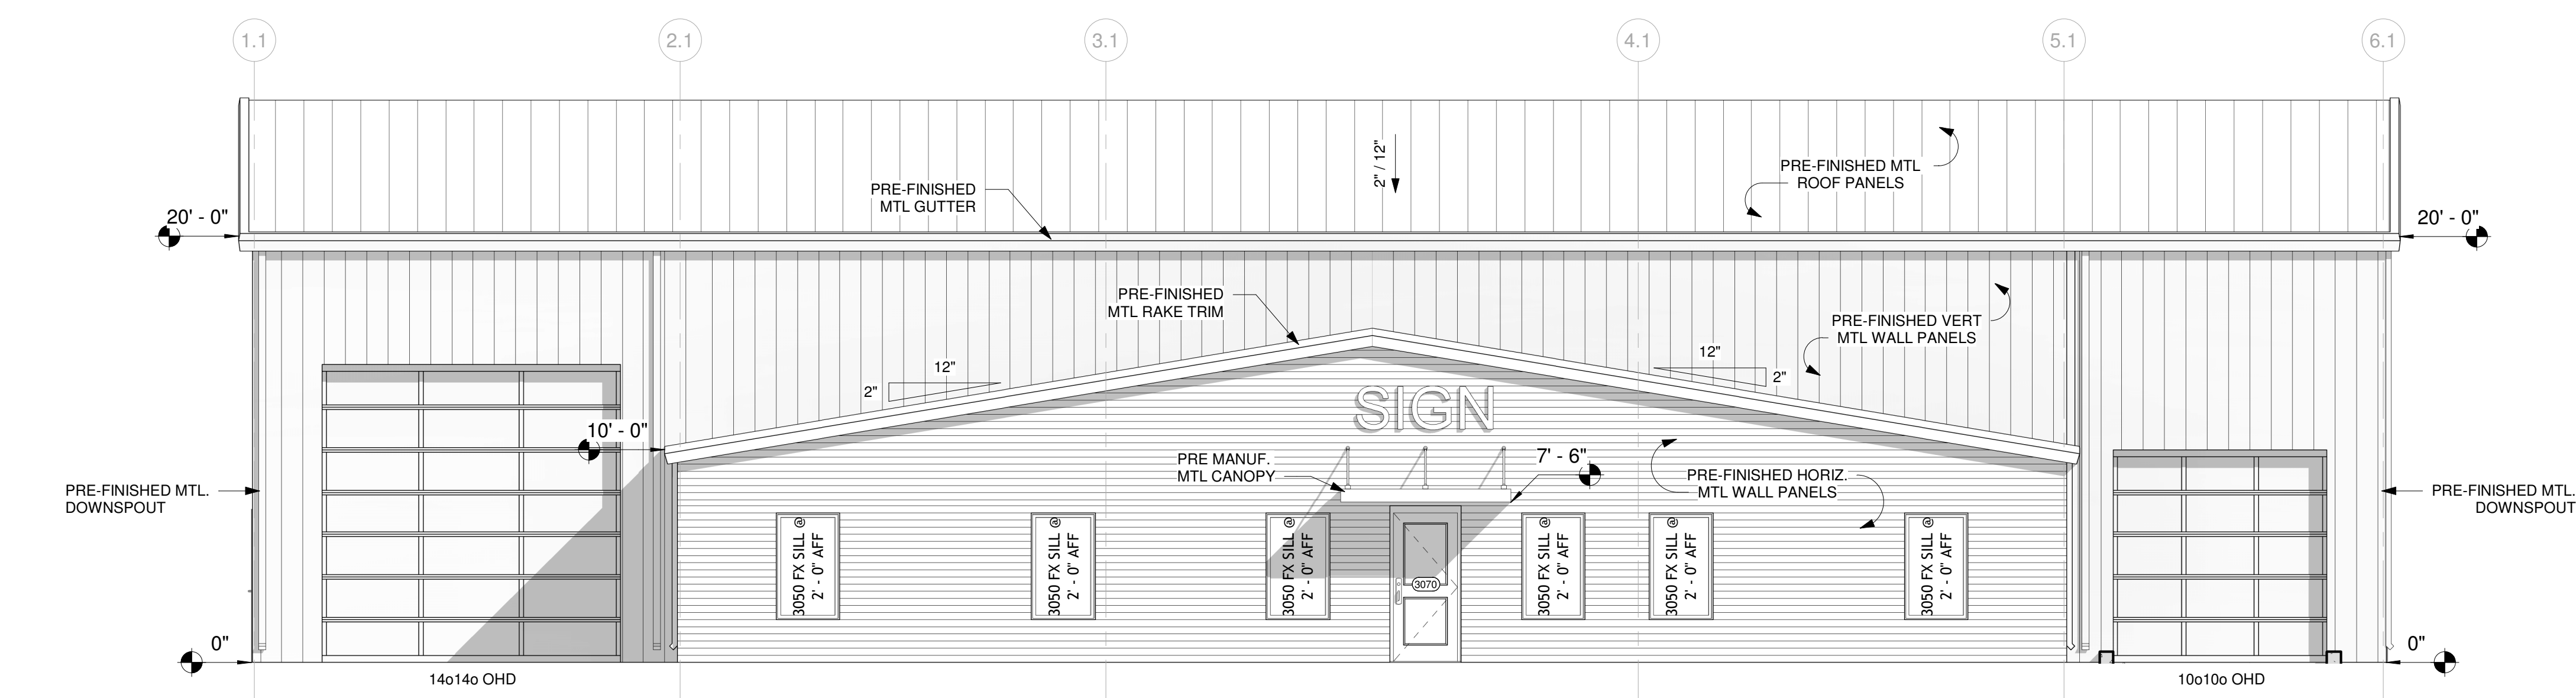 1.1
2.1
3.1
4.1
5.1
6.1
2" / 12"
PRE-FINISHED MTL
ROOF PANELS
PRE-FINISHED
MTL GUTTER
20' - 0"
20' - 0"
PRE-FINISHED
MTL RAKE TRIM
PRE-FINISHED VERT
MTL WALL PANELS
12"
2"
12"
2"
SIGN
10' - 0"
PRE MANUF.
MTL CANOPY
7' - 6"
PRE-FINISHED HORIZ.
MTL WALL PANELS
PRE-FINISHED MTL.
DOWNSPOUT
PRE-FINISHED MTL.
DOWNSPOUT
3050 FX SILL @
2' - 0" AFF
3050 FX SILL @
2' - 0" AFF
3050 FX SILL @
2' - 0" AFF
3050 FX SILL @
2' - 0" AFF
3050 FX SILL @
2' - 0" AFF
3050 FX SILL @
2' - 0" AFF
3070
0"
0"
14o14o OHD
10o10o OHD